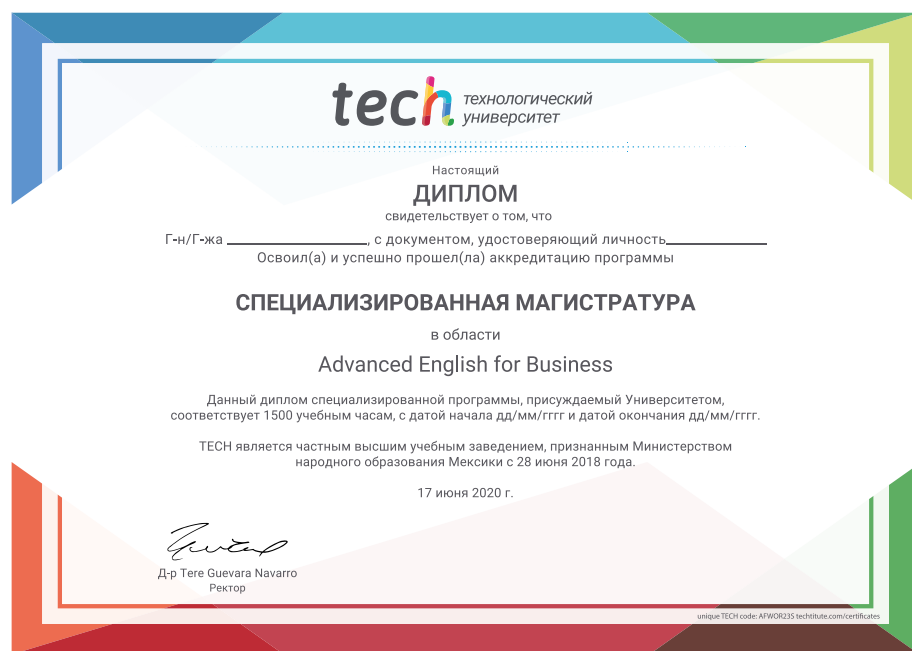 tech технологический
университет
Настоящий
ДИПЛОМ
свидетельствует о том, что
Г-н/Г-жа ____________, с документом, удостоверяющий личность____________
Освоил(а) и успешно прошел(ла) аккредитацию программы
СПЕЦИАЛИЗИРОВАННАЯ МАГИСТРАТУРА
в области
Advanced English for Business
Данный диплом специализированной программы, присуждаемый Университетом,
соответствует 1500 учебным часам, с датой начала дд/мм/гггг и датой окончания дд/мм/гггг.
TECH является частным высшим учебным заведением, признанным Министерством
народного образования Мексики с 28 июня 2018 года.
17 июня 2020 г.
Д-р Tere Guevara Navarro
Ректор
unique TECH code: AFWOR23S techtitute.com/certificates